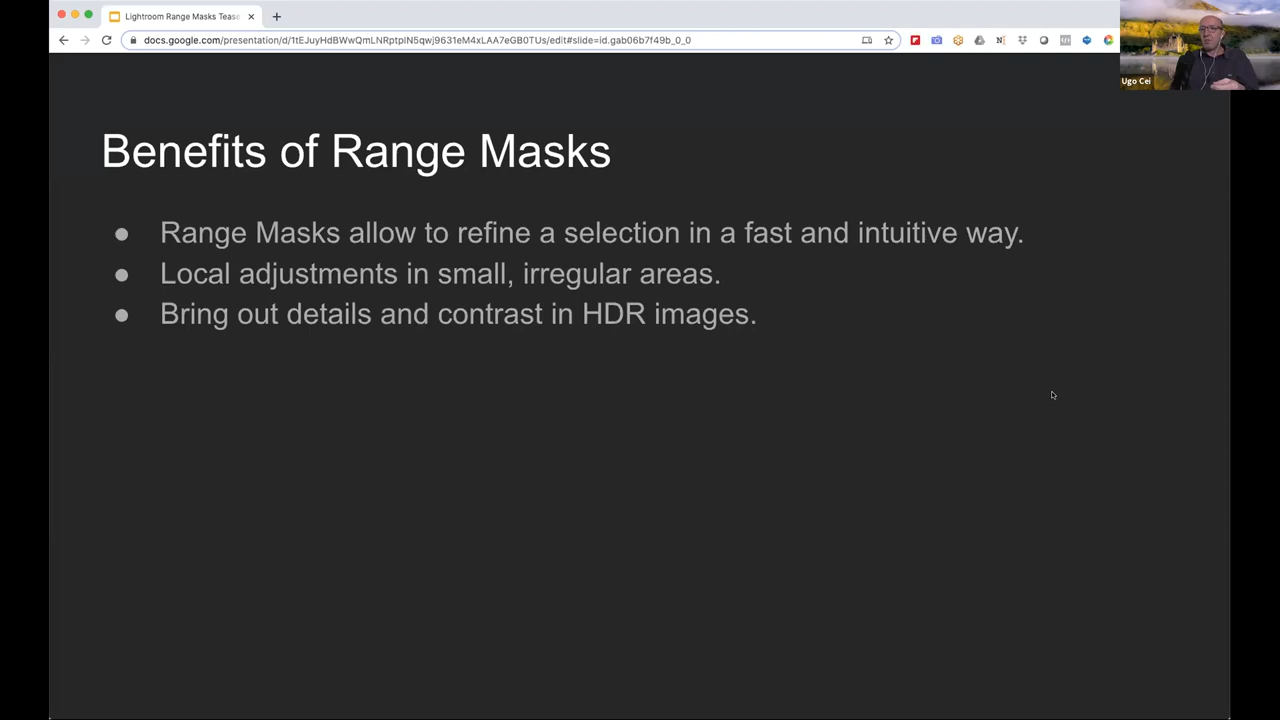 Lightroom Range Masks Tease
docs.google.com/presentation/d/1tEJuyHdBWwQmLNRptpIN5qwj9631eM4xLAA7eGB0TUs/edit#slide=id.gab06b7f49b_0_0
Ugo Cei
Benefits of Range Masks
● Range Masks allow to refine a selection in a fast and intuitive way.
● Local adjustments in small, irregular areas.
● Bring out details and contrast in HDR images.